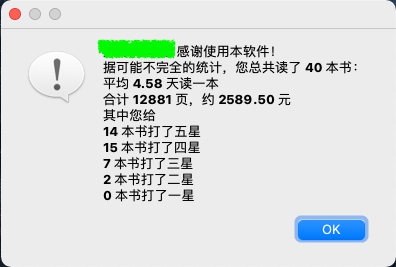 感谢使用本软件！
据可能不完全的统计，您总共读了 40 本书：
平均 4.58 天读一本
合计 12881 页，约 2589.50 元
其中您给
14 本书打了五星
15 本书打了四星
7 本书打了三星
2 本书打了二星
0 本书打了一星
OK